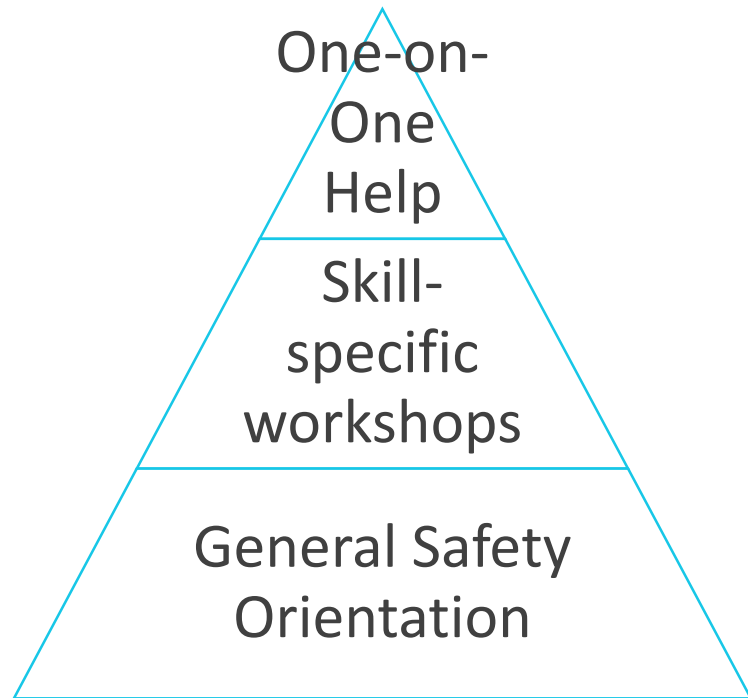 One-on-
One
Help
Skill-
specific
workshops
General Safety
Orientation